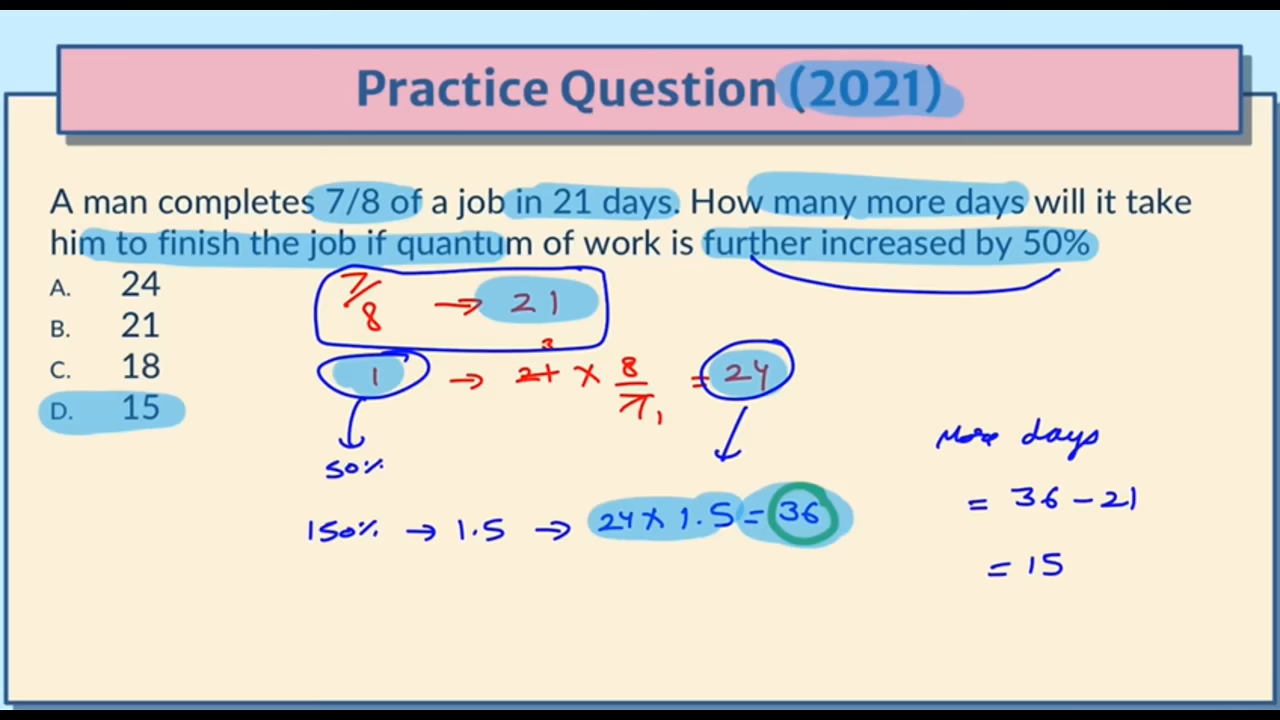 Practice Question (2021)
A man completes 7/8 of a job in 21 days. How many more days will it take
him to finish the job if quantum of work is further increased by 50%
A. 24
B. 21
C. 18
D. 15
7/8 → 21
1 → 21 × 8/7 = 24
3
1
50%
150% → 1.5 → 24 × 1.5 = 36
More days
= 36 - 21
= 15